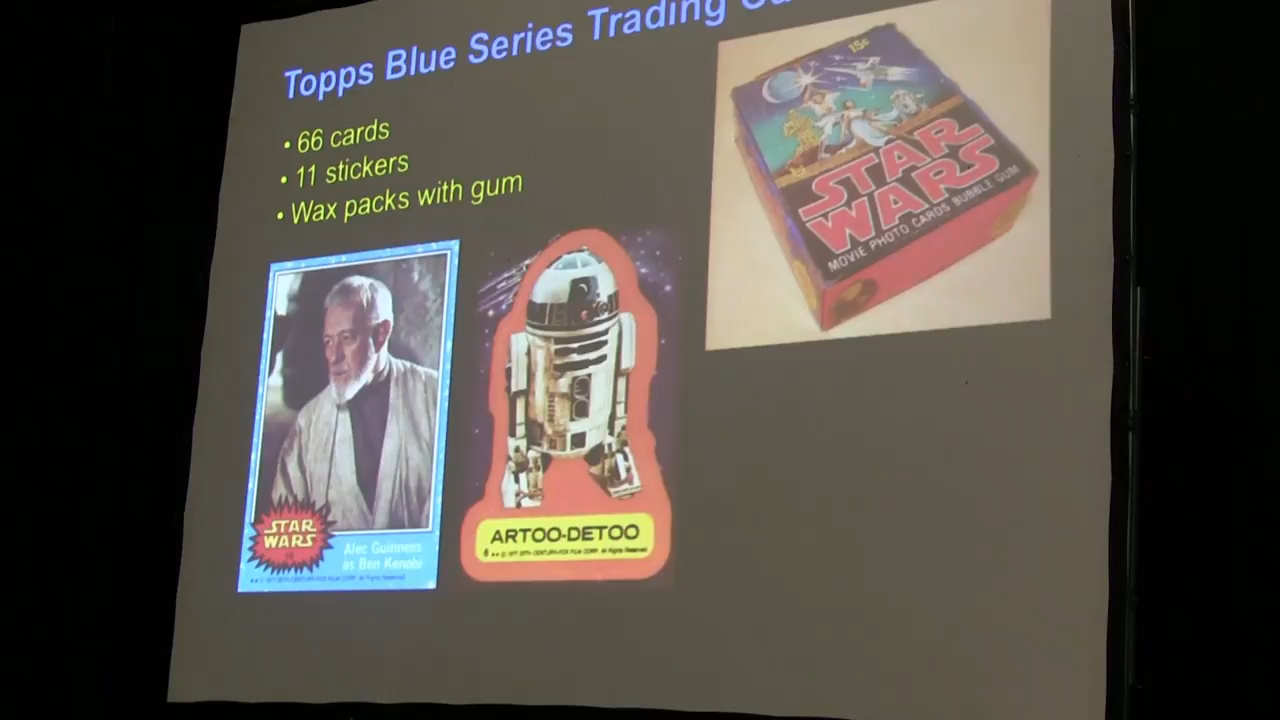 Topps Blue Series Trading
• 66 cards
• 11 stickers
• Wax packs with gum
15¢
STAR
WARS
MOVIE PHOTO CARDS BUBBLE GUM
STAR
WARS
Alec Guinness
as Ben Kenobi
ARTOO-DETOO